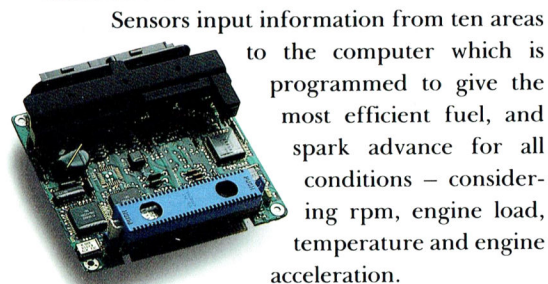 Sensors input information from ten areas
to the computer which is
programmed to give the
most efficient fuel, and
spark advance for all
conditions – consider-
ing rpm, engine load,
temperature and engine
acceleration.